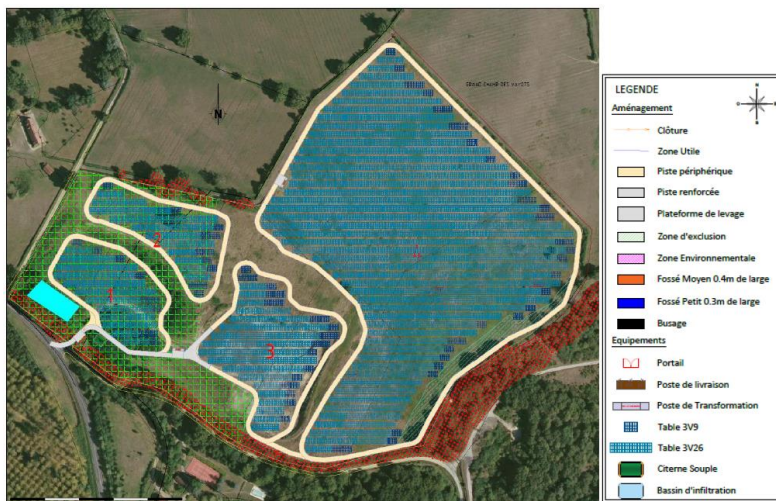 N
1
2
3
LEGENDE
Aménagement
Clôture
Zone Utile
Piste périphérique
Piste renforcée
Plateforme de levage
Zone d'exclusion
Zone Environnementale
Fossé Moyen 0.4m de large
Fossé Petit 0.3m de large
Busage
Equipements
Portail
Poste de livraison
Poste de Transformation
Table 3V9
Table 3V26
Citerne Souple
Bassin d'infiltration